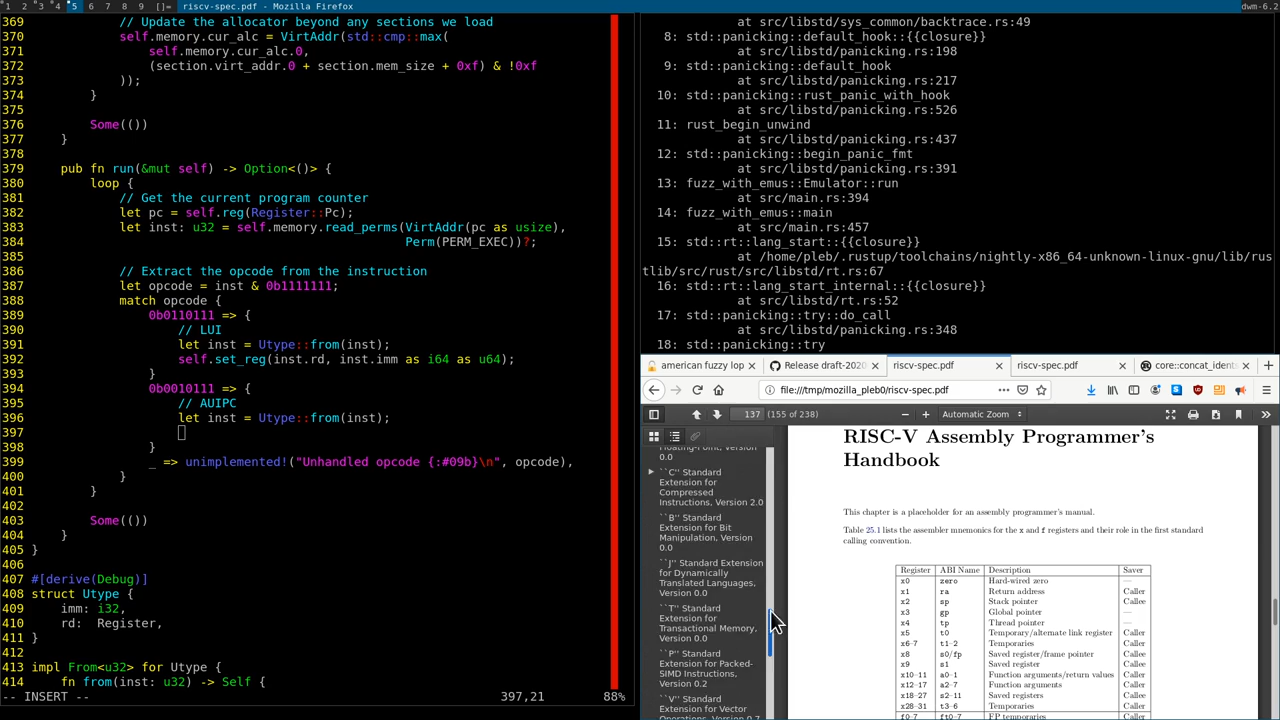 1 2 3 4 5 6 7 8 9 []= riscv-spec.pdf - Mozilla Firefox dwm-6.2
369 // Update the allocator beyond any sections we load
370 self.memory.cur_alc = VirtAddr(std::cmp::max(
371 self.memory.cur_alc.0,
372 (section.virt_addr.0 + section.mem_size + 0xf) & !0xf
373 ));
374 }
375
376 Some(())
377 }
378
379 pub fn run(&mut self) -> Option<()> {
380 loop {
381 // Get the current program counter
382 let pc = self.reg(Register::Pc);
383 let inst: u32 = self.memory.read_perms(VirtAddr(pc as usize),
384 Perm(PERM_EXEC))?;
385
386 // Extract the opcode from the instruction
387 let opcode = inst & 0b1111111;
388 match opcode {
389 0b0110111 => {
390 // LUI
391 let inst = Utype::from(inst);
392 self.set_reg(inst.rd, inst.imm as i64 as u64);
393 }
394 0b0010111 => {
395 // AUIPC
396 let inst = Utype::from(inst);
397
398 }
399 _ => unimplemented!("Unhandled opcode {:#09b}\n", opcode),
400 }
401 }
402
403 Some(())
404 }
405 }
406
407 #[derive(Debug)]
408 struct Utype {
409 imm: i32,
410 rd: Register,
411 }
412
413 impl From<u32> for Utype {
414 fn from(inst: u32) -> Self {
-- INSERT -- 397,21 88%
at src/libstd/sys_common/backtrace.rs:49
8: std::panicking::default_hook::{{closure}}
at src/libstd/panicking.rs:198
9: std::panicking::default_hook
at src/libstd/panicking.rs:217
10: std::panicking::rust_panic_with_hook
at src/libstd/panicking.rs:526
11: rust_begin_unwind
at src/libstd/panicking.rs:437
12: std::panicking::begin_panic_fmt
at src/libstd/panicking.rs:391
13: fuzz_with_emus::Emulator::run
at src/main.rs:394
14: fuzz_with_emus::main
at src/main.rs:457
15: std::rt::lang_start::{{closure}}
at /home/pleb/.rustup/toolchains/nightly-x86_64-unknown-linux-gnu/lib/rus
tlib/src/rust/src/libstd/rt.rs:67
16: std::rt::lang_start_internal::{{closure}}
at src/libstd/rt.rs:52
17: std::panicking::try::do_call
at src/libstd/panicking.rs:348
18: std::panicking::try
american fuzzy lop Release draft-2020 riscv-spec.pdf riscv-spec.pdf core::concat_idents
file:///tmp/mozilla_pleb0/riscv-spec.pdf
137 (155 of 238) Automatic Zoom
Floating-Point, Version
0.0
``C'' Standard
Extension for
Compressed
Instructions, Version 2.0
``B'' Standard
Extension for Bit
Manipulation, Version
0.0
``J'' Standard Extension
for Dynamically
Translated Languages,
Version 0.0
``T'' Standard
Extension for
Transactional Memory,
Version 0.0
``P'' Standard
Extension for Packed-
SIMD Instructions,
Version 0.2
``V'' Standard
Extension for Vector
Operations, Version 0.7
RISC-V Assembly Programmer's
Handbook
This chapter is a placeholder for an assembly programmer's manual.
Table 25.1 lists the assembler mnemonics for the x and f registers and their role in the first standard
calling convention.
Register ABI Name Description Saver
x0 zero Hard-wired zero —
x1 ra Return address Caller
x2 sp Stack pointer Callee
x3 gp Global pointer —
x4 tp Thread pointer —
x5 t0 Temporary/alternate link register Caller
x6-7 t1-2 Temporaries Caller
x8 s0/fp Saved register/frame pointer Callee
x9 s1 Saved register Callee
x10-11 a0-1 Function arguments/return values Caller
x12-17 a2-7 Function arguments Caller
x18-27 s2-11 Saved registers Callee
x28-31 t3-6 Temporaries Caller
f0-7 ft0-7 FP temporaries Caller